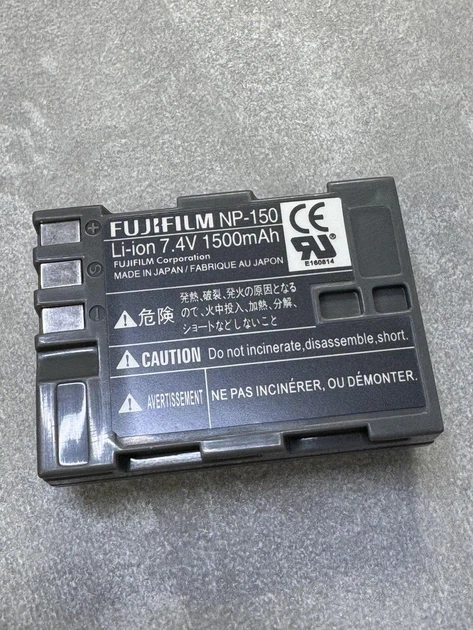 FUJIFILM NP-150
Li-ion 7.4V 1500mAh
FUJIFILM Corporation
MADE IN JAPAN / FABRIQUE AU JAPON
CE
RU
E160814
+
S
−
危険
発熱、破裂、発火の原因となる
ので、火中投入、加熱、分解、
ショートなどしないこと
CAUTION Do not incinerate,disassemble,short.
AVERTISSEMENT NE PAS INCINÉRER, OU DÉMONTER.